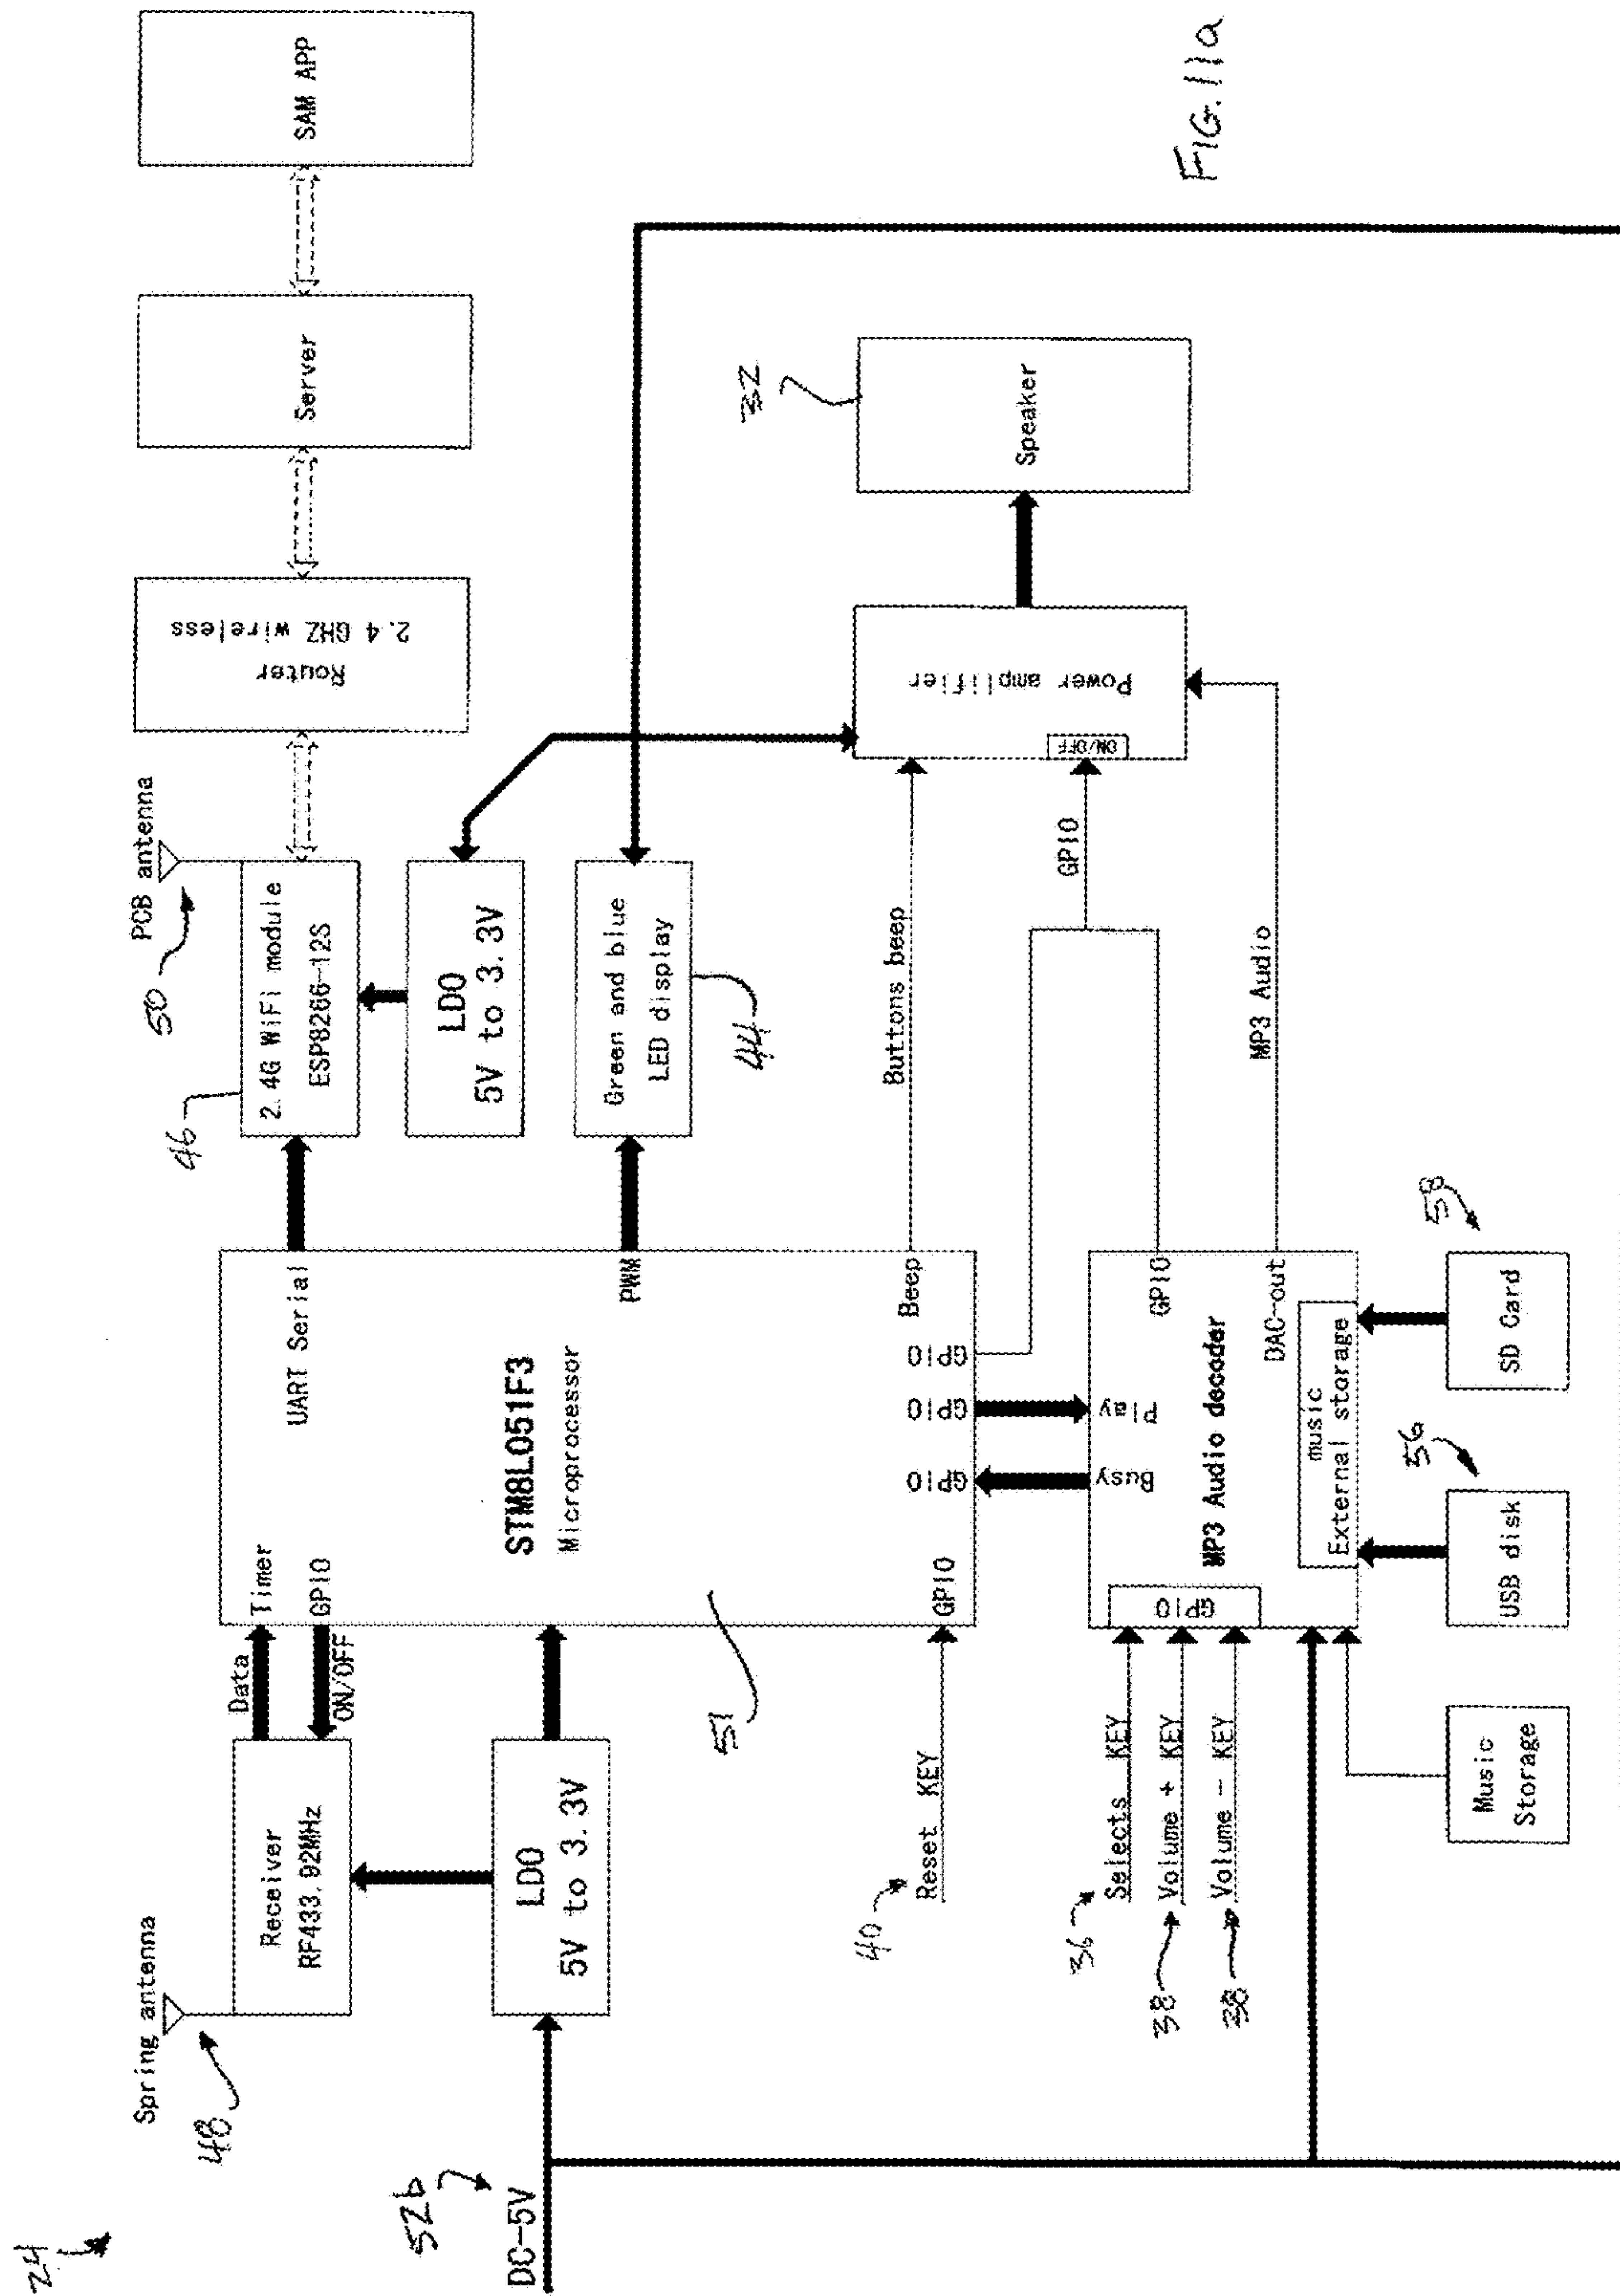 24
Spring antenna
48
Receiver
RF433.92MHz
Data
ON/OFF
Timer
GPIO
UART Serial
STM8L051F3
Microprocessor
51
PWM
Beep
GPIO
GPIO
GPIO
GPIO
PCB antenna
50
46
2.4G WiFi module
ESP8266-12S
Router
2.4 GHZ wireless
Server
SAM APP
LDO
5V to 3.3V
Green and blue
LED display
44
52b
DC-5V
LDO
5V to 3.3V
40
Reset KEY
Buttons beep
GPIO
ON/OFF
Power amplifier
Speaker
32
MP3 Audio
36
Selects KEY
38
Volume + KEY
38
Volume - KEY
GPIO
Busy
Play
MP3 Audio decoder
GPIO
DAC-out
music
External storage
Music
Storage
USB disk
56
SD Card
58
FIG. 11a